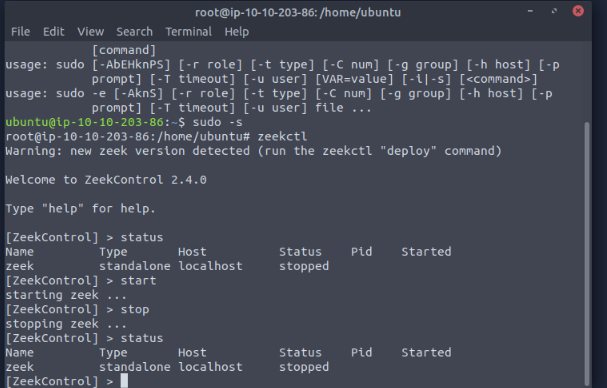 root@ip-10-10-203-86: /home/ubuntu
File Edit View Search Terminal Help
[command]
usage: sudo [-AbEHknPS] [-r role] [-t type] [-C num] [-g group] [-h host] [-p
prompt] [-T timeout] [-u user] [VAR=value] [-i|-s] [<command>]
usage: sudo -e [-AknS] [-r role] [-t type] [-C num] [-g group] [-h host] [-p
prompt] [-T timeout] [-u user] file ...
ubuntu@ip-10-10-203-86:~$ sudo -s
root@ip-10-10-203-86:/home/ubuntu# zeekctl
Warning: new zeek version detected (run the zeekctl "deploy" command)
Welcome to ZeekControl 2.4.0
Type "help" for help.
[ZeekControl] > status
Name Type Host Status Pid Started
zeek standalone localhost stopped
[ZeekControl] > start
starting zeek ...
[ZeekControl] > stop
stopping zeek ...
[ZeekControl] > status
Name Type Host Status Pid Started
zeek standalone localhost stopped
[ZeekControl] >